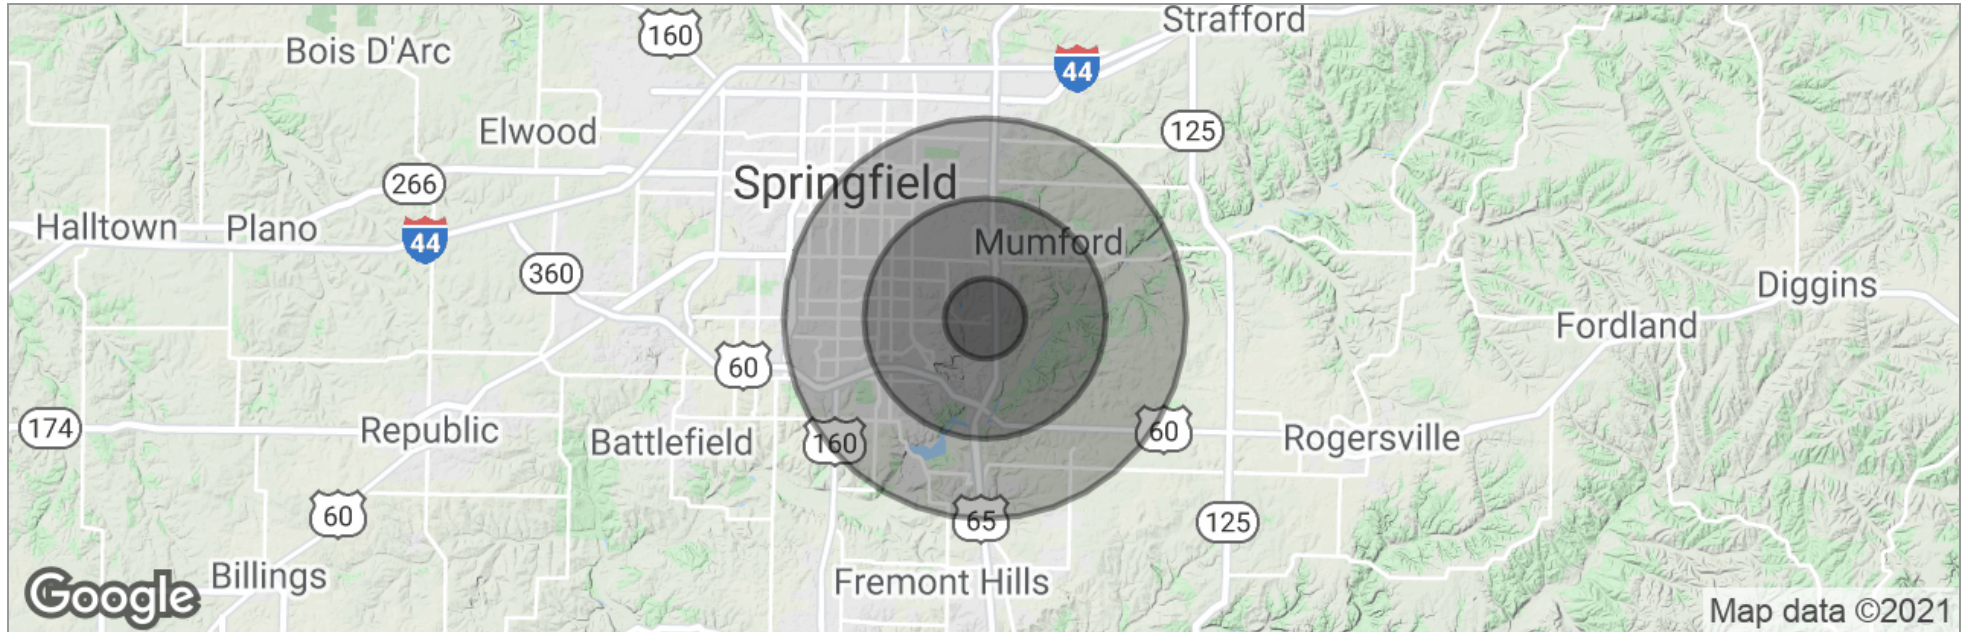 Strafford
160
Bois D'Arc
44
Elwood
125
266
Springfield
Halltown
Plano
44
Mumford
360
Diggins
Fordland
60
174
Republic
Battlefield
160
60
Rogersville
60
65
125
Billings
Fremont Hills
Google
Map data ©2021